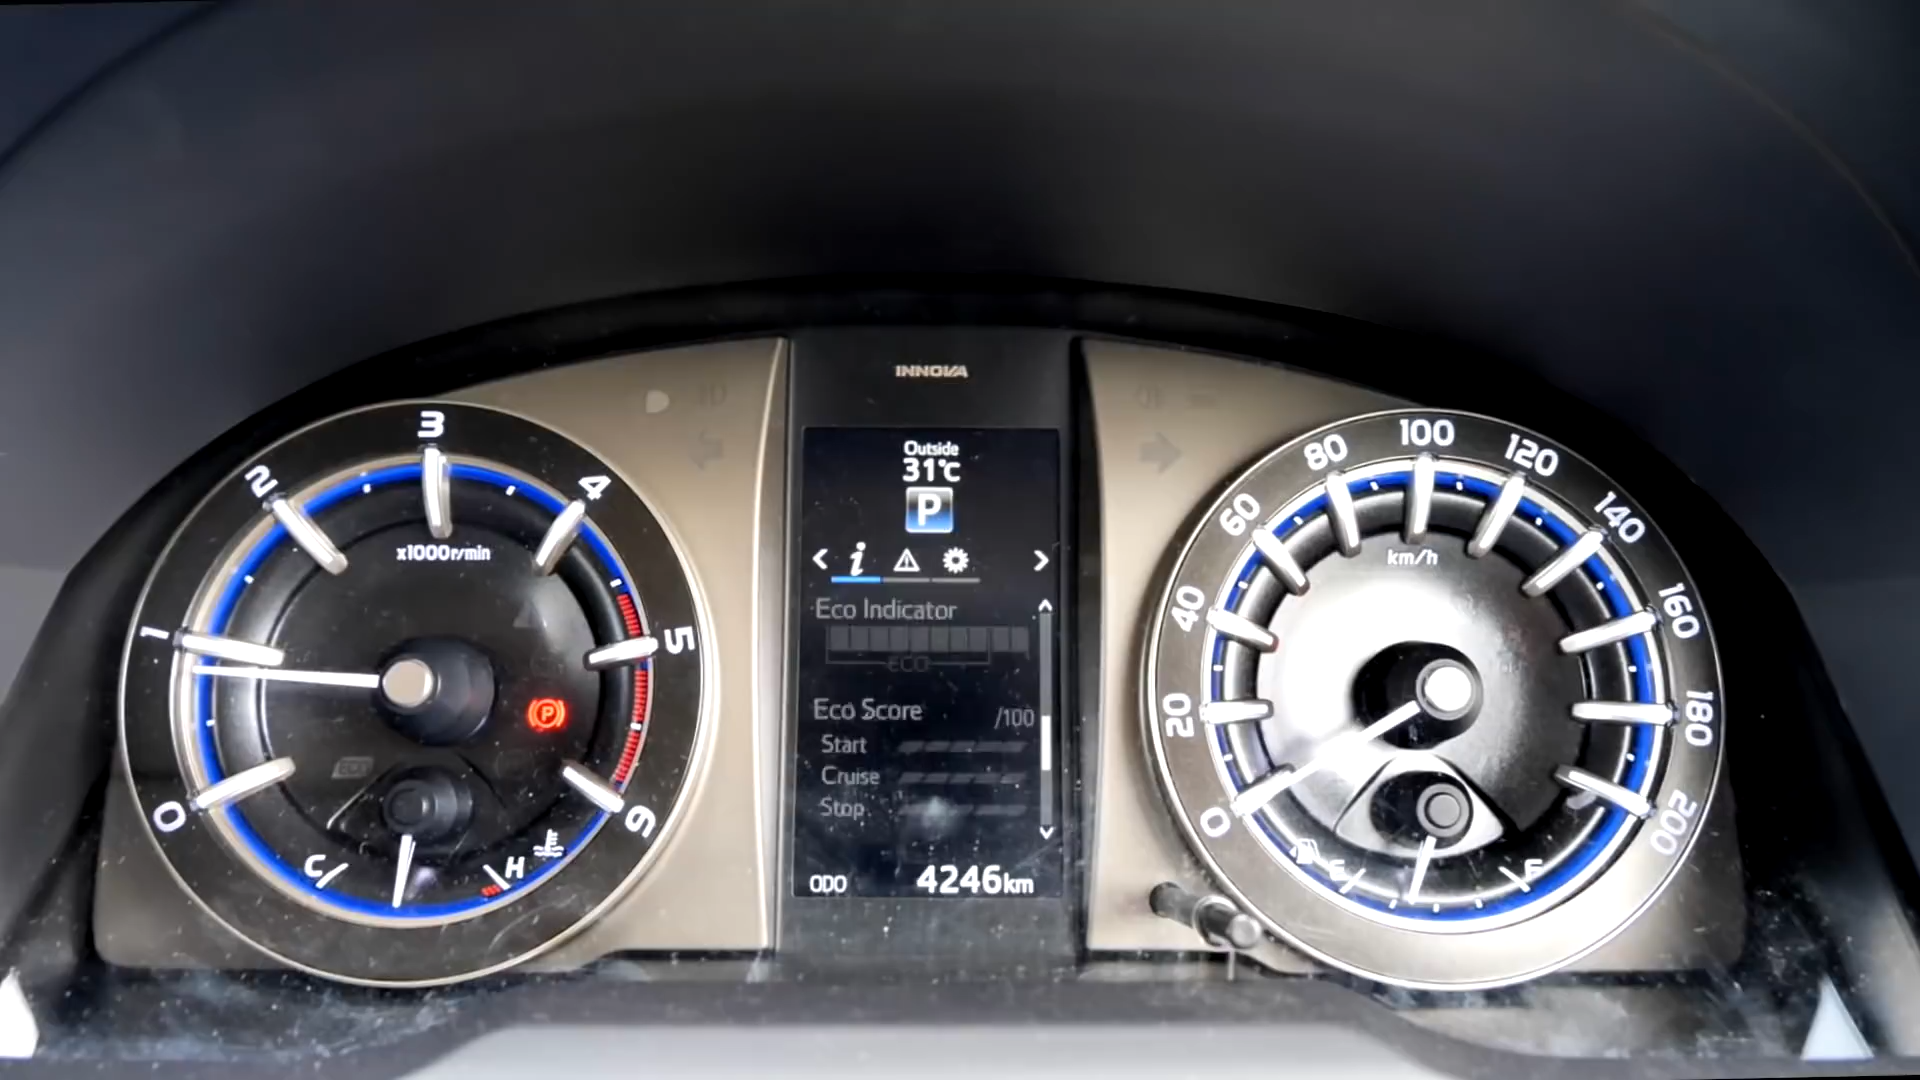 0
1
2
3
4
5
6
x1000r/min
ECO
C
H
INNOVA
Outside
31℃
P
Eco Indicator
ECO
Eco Score /100
Start
Cruise
Stop
ODO 4246km
(P)
0
20
40
60
80
100
120
140
160
180
200
km/h
E
F